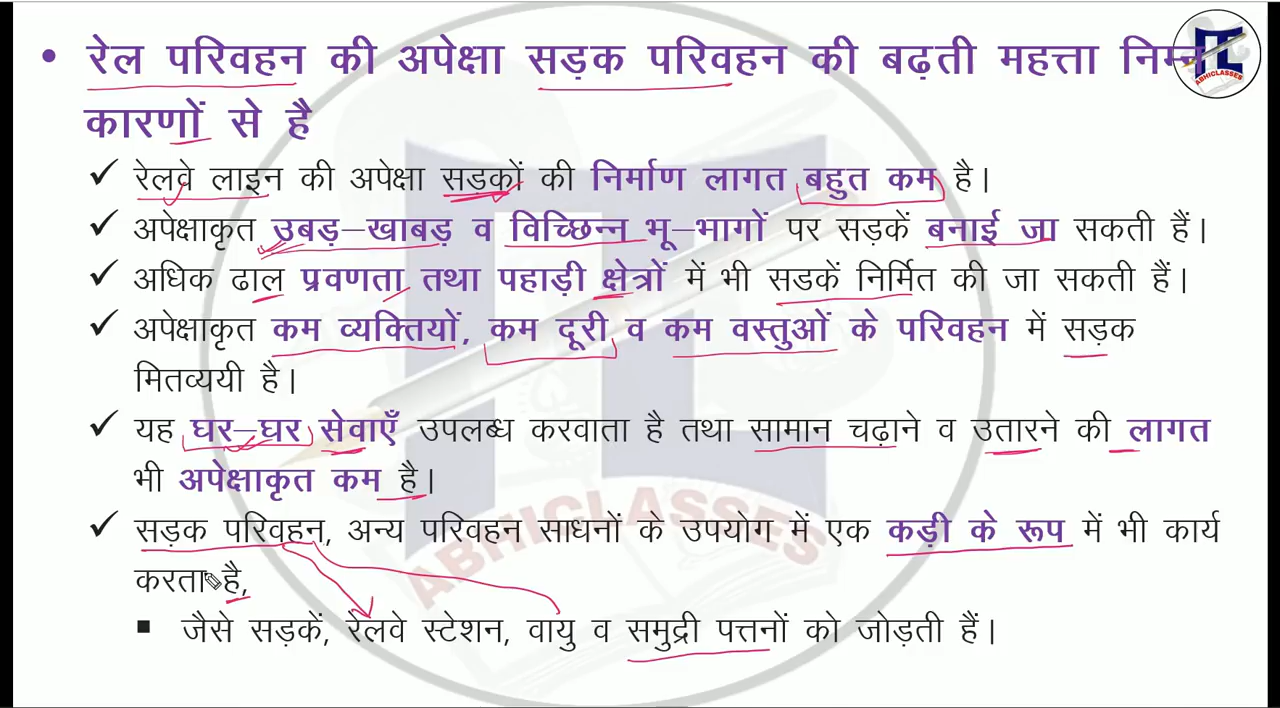 • रेल परिवहन की अपेक्षा सड़क परिवहन की बढ़ती महत्ता निम्न
कारणों से है
✓ रेलवे लाइन की अपेक्षा सड़कों की निर्माण लागत बहुत कम है।
✓ अपेक्षाकृत उबड़–खाबड़ व विच्छिन्न भू–भागों पर सड़कें बनाई जा सकती हैं।
✓ अधिक ढाल प्रवणता तथा पहाड़ी क्षेत्रों में भी सडकें निर्मित की जा सकती हैं।
✓ अपेक्षाकृत कम व्यक्तियों, कम दूरी व कम वस्तुओं के परिवहन में सड़क
मितव्ययी है।
✓ यह घर–घर सेवाएँ उपलब्ध करवाता है तथा सामान चढ़ाने व उतारने की लागत
भी अपेक्षाकृत कम है।
✓ सड़क परिवहन, अन्य परिवहन साधनों के उपयोग में एक कड़ी के रूप में भी कार्य
करता है,
▪ जैसे सड़कें, रेलवे स्टेशन, वायु व समुद्री पत्तनों को जोड़ती हैं।
ABHICLASSES
ABHICLASSES